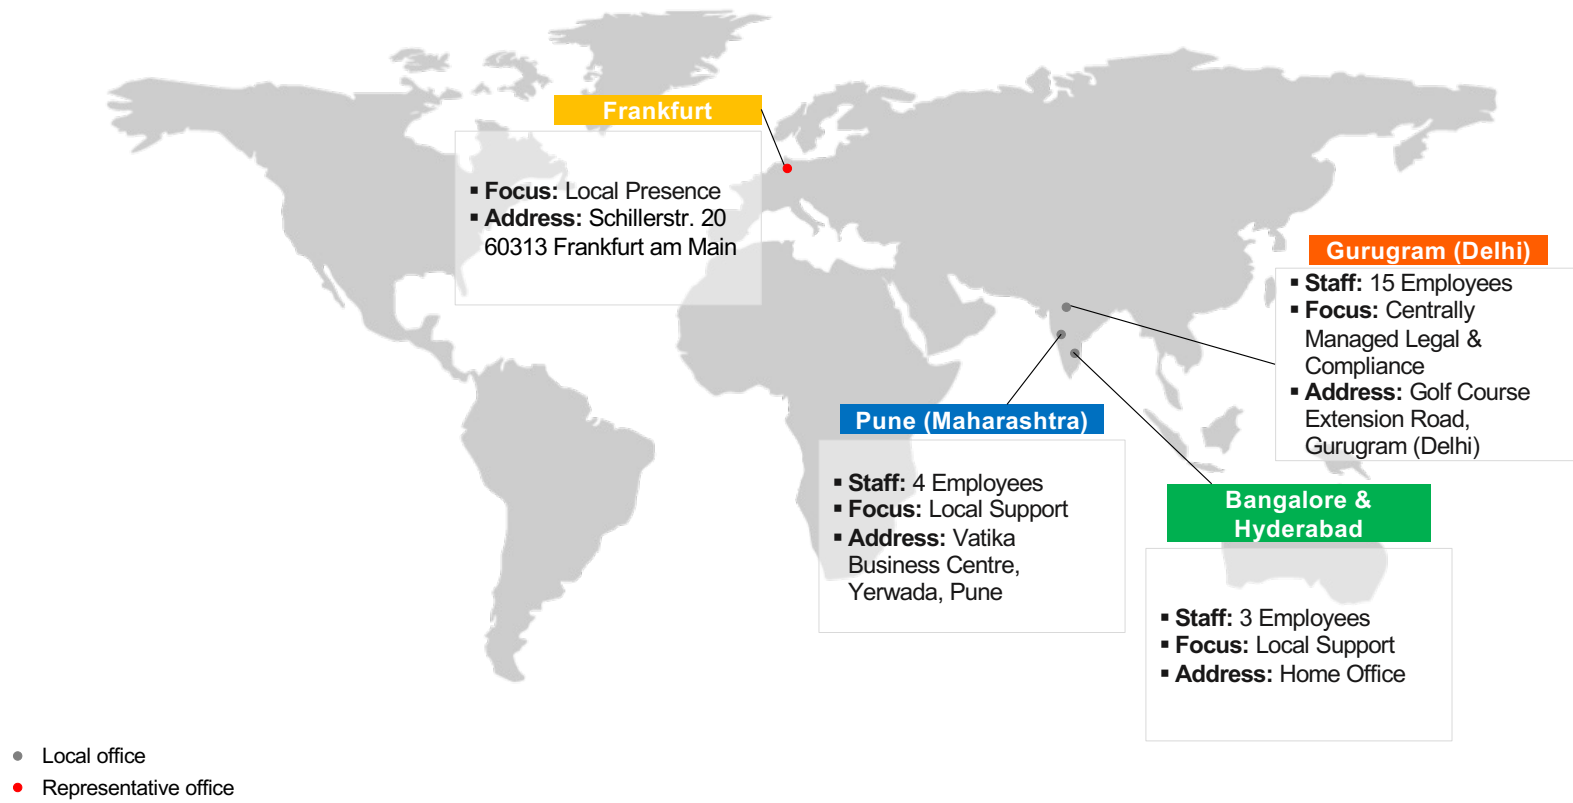 Frankfurt
▪ Focus: Local Presence
▪ Address: Schillerstr. 20
60313 Frankfurt am Main
Gurugram (Delhi)
▪ Staff: 15 Employees
▪ Focus: Centrally
Managed Legal &
Compliance
▪ Address: Golf Course
Extension Road,
Gurugram (Delhi)
Pune (Maharashtra)
▪ Staff: 4 Employees
▪ Focus: Local Support
▪ Address: Vatika
Business Centre,
Yerwada, Pune
Bangalore &
Hyderabad
▪ Staff: 3 Employees
▪ Focus: Local Support
▪ Address: Home Office
Local office
Representative office